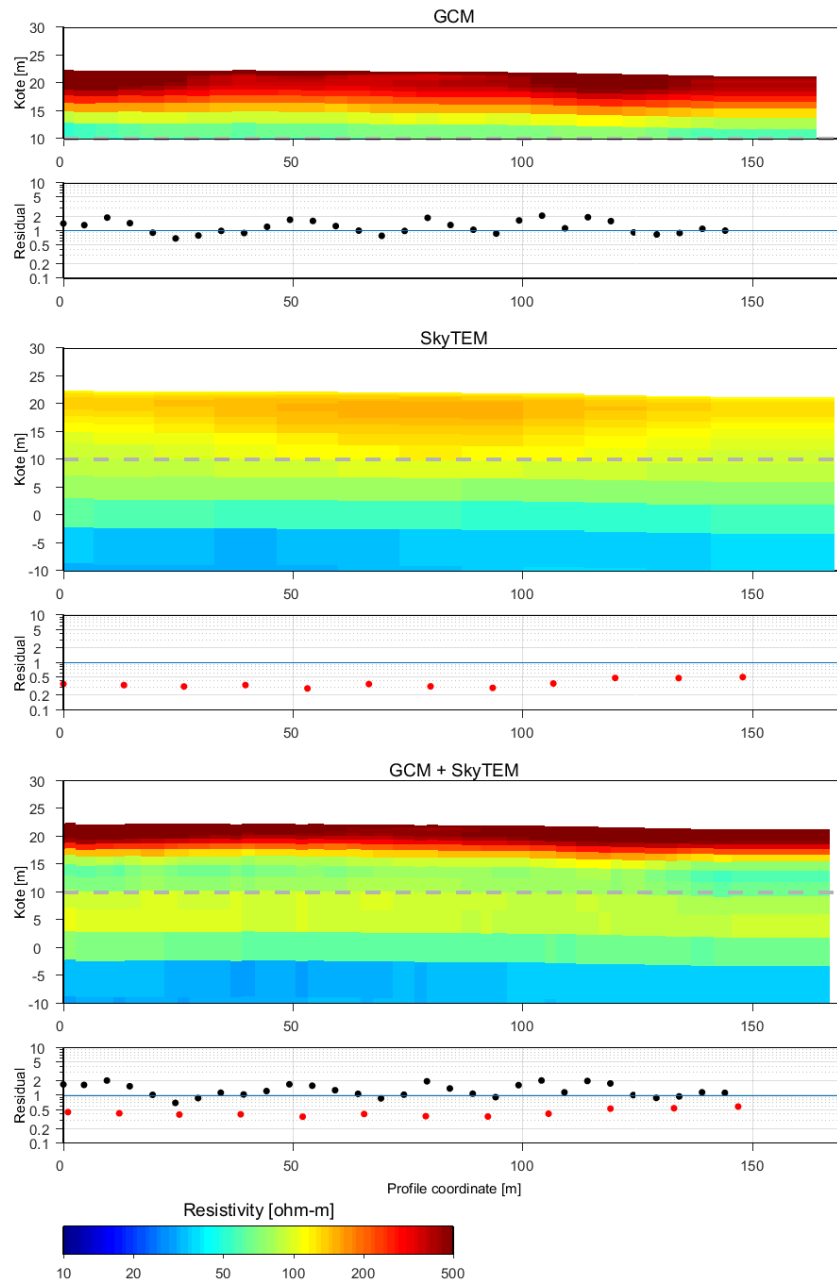 GCM
30
25
20
15
10
Kote [m]
0 50 100 150
10
5
2
1
0.5
0.2
0.1
Residual
0 50 100 150
SkyTEM
30
25
20
15
10
5
0
-5
-10
Kote [m]
0 50 100 150
10
5
2
1
0.5
0.2
0.1
Residual
0 50 100 150
GCM + SkyTEM
30
25
20
15
10
5
0
-5
-10
Kote [m]
0 50 100 150
10
5
2
1
0.5
0.2
0.1
Residual
0 50 100 150
Profile coordinate [m]
Resistivity [ohm-m]
10 20 50 100 200 500